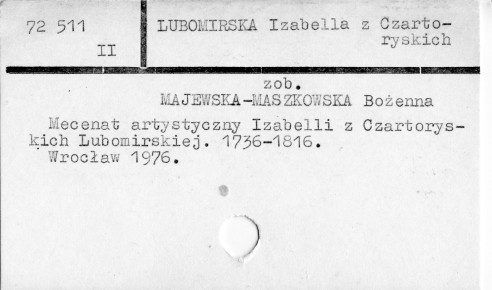 72 511
II
LUBOMIRSKA Izabella z Czarto-
ryskich
zob.
MAJEWSKA-MASZKOWSKA Bożenna
Mecenat artystyczny Izabelli z Czartorys-
kich Lubomirskiej. 1736-1816.
Wrocław 1976.